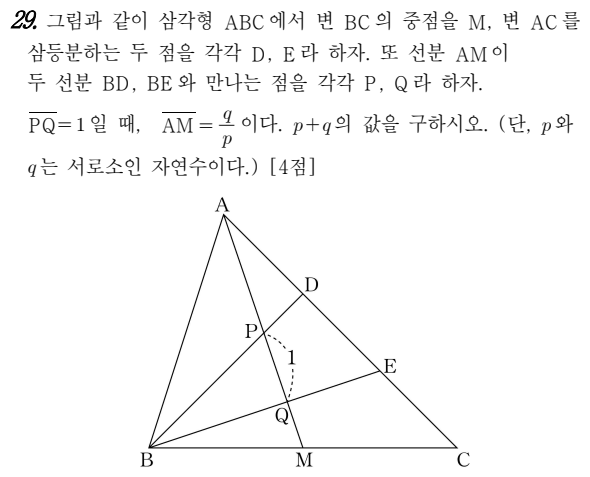 29. 그림과 같이 삼각형 ABC에서 변 BC의 중점을 M, 변 AC를
삼등분하는 두 점을 각각 D, E라 하자. 또 선분 AM이
두 선분 BD, BE와 만나는 점을 각각 P, Q라 하자.
$\overline{PQ}=1$일 때, $\overline{AM}=\frac{q}{p}$이다. p+q의 값을 구하시오. (단, p와
q는 서로소인 자연수이다.) [4점]
A
D
P
1
E
Q
B M C